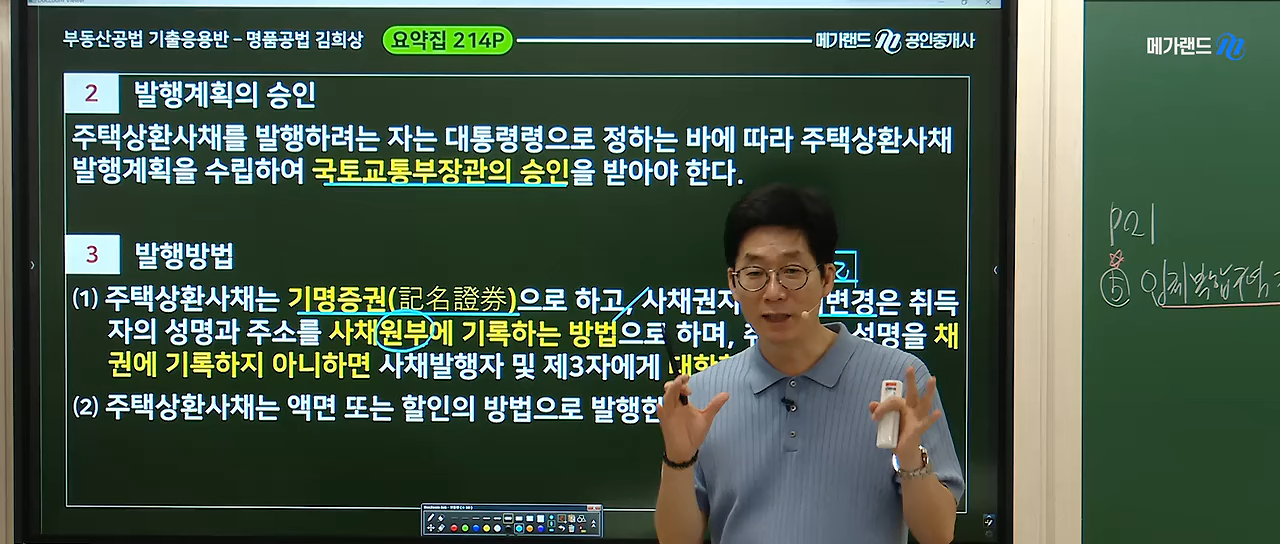 부동산공법 기출응용반 - 명품공법 김희상
요약집 214P
메가랜드 공인중개사
메가랜드
2 발행계획의 승인
주택상환사채를 발행하려는 자는 대통령령으로 정하는 바에 따라 주택상환사채
발행계획을 수립하여 국토교통부장관의 승인을 받아야 한다.
3 발행방법
(1) 주택상환사채는 기명증권(記名證券)으로 하고, 사채권자 변경은 취득
자의 성명과 주소를 사채원부에 기록하는 방법으로 하며, 성명을 채
권에 기록하지 아니하면 사채발행자 및 제3자에게
(2) 주택상환사채는 액면 또는 할인의 방법으로 발행한
P21
⑤